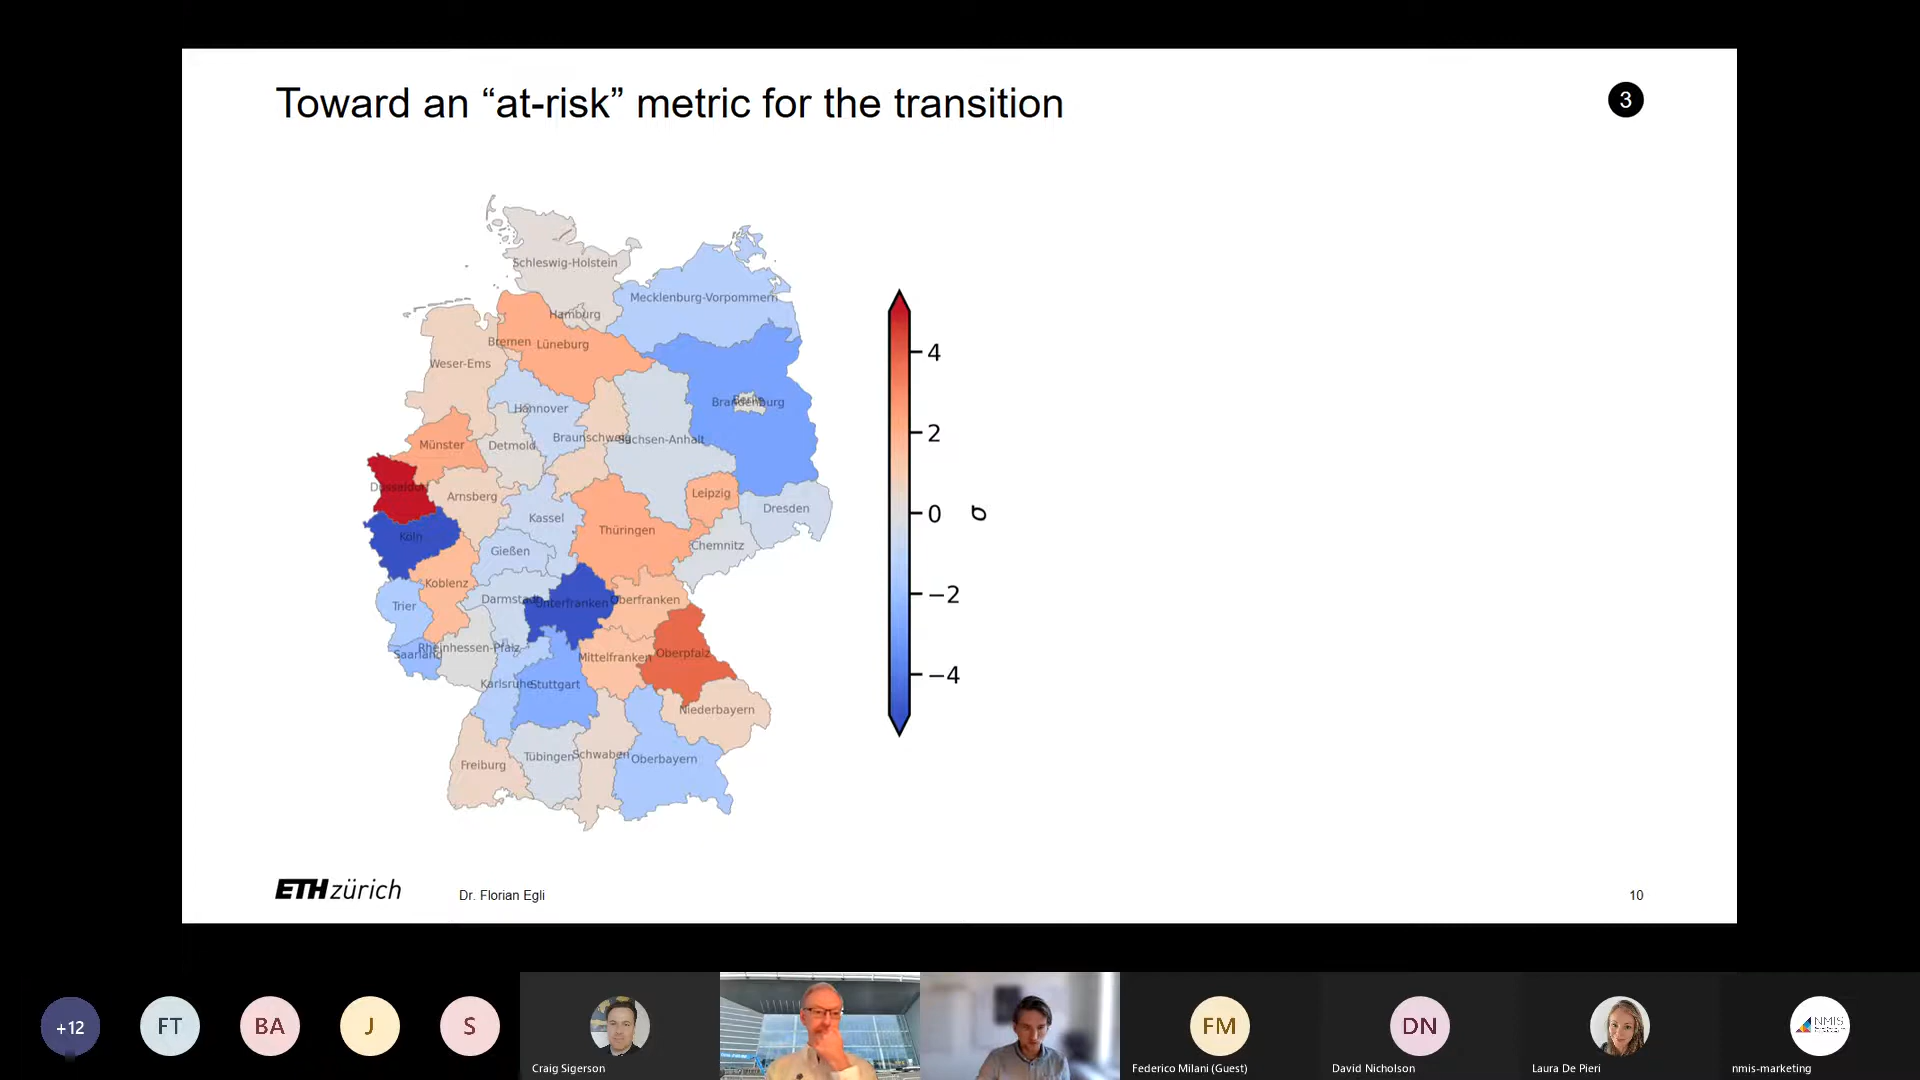 Toward an “at-risk” metric for the transition
3
Schleswig-Holstein
Mecklenburg-Vorpommern
Hamburg
Bremen
Lüneburg
Weser-Ems
Hannover
Brandenburg
Berlin
Braunschweig
Sachsen-Anhalt
Münster
Detmold
Düsseldorf
Arnsberg
Leipzig
Dresden
Kassel
Thüringen
Köln
Gießen
Chemnitz
Koblenz
Trier
Darmstadt
Unterfranken
Oberfranken
Saarland
Rheinhessen-Pfalz
Mittelfranken
Oberpfalz
Karlsruhe
Stuttgart
Niederbayern
Tübingen
Schwaben
Oberbayern
Freiburg
4
2
0
−2
−4
σ
ETH zürich
Dr. Florian Egli
10
+12
FT
BA
J
S
FM
DN
NMIS
Craig Sigerson
Federico Milani (Guest)
David Nicholson
Laura De Pieri
nmis-marketing